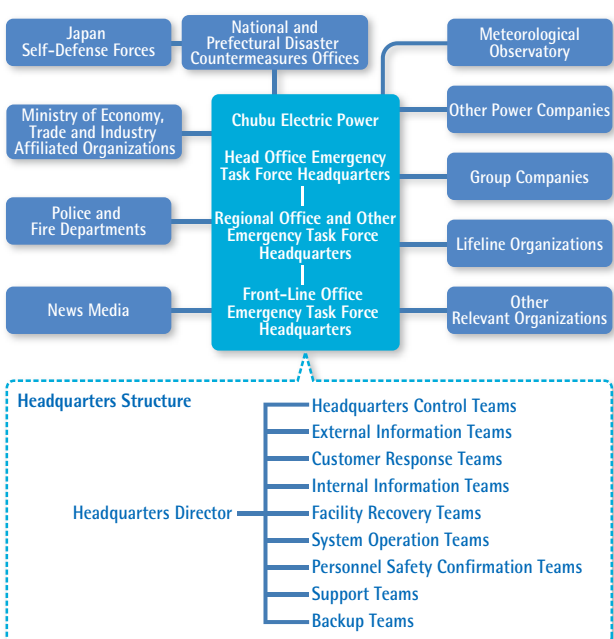 Japan
Self-Defense Forces
National and
Prefectural Disaster
Countermeasures Offices
Meteorological
Observatory
Ministry of Economy,
Trade and Industry
Affiliated Organizations
Other Power Companies
Police and
Fire Departments
Group Companies
Lifeline Organizations
News Media
Other
Relevant Organizations
Chubu Electric Power
Head Office Emergency
Task Force Headquarters
Regional Office and Other
Emergency Task Force
Headquarters
Front-Line Office
Emergency Task Force
Headquarters
Headquarters Structure
Headquarters Director
Headquarters Control Teams
External Information Teams
Customer Response Teams
Internal Information Teams
Facility Recovery Teams
System Operation Teams
Personnel Safety Confirmation Teams
Support Teams
Backup Teams